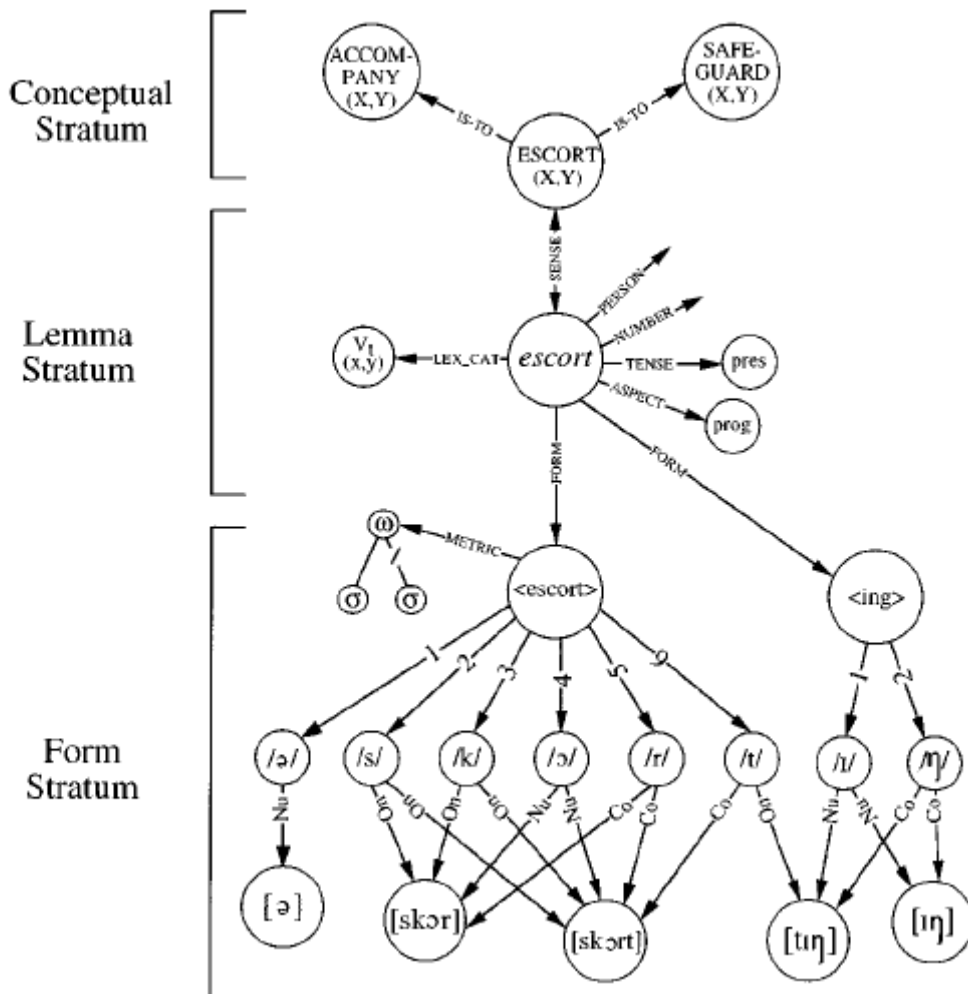 Conceptual
Stratum
ACCOM-
PANY
(X,Y)
SAFE-
GUARD
(X,Y)
IS-TO
IS-TO
ESCORT
(X,Y)
SENSE
Lemma
Stratum
PERSON
NUMBER
Vt
(x,y)
LEX_CAT
escort
TENSE
pres
ASPECT
prog
FORM
FORM
Form
Stratum
ω
METRIC
σ
σ
<escort>
<ing>
1
2
3
4
5
6
1
2
/ə/
/s/
/k/
/ɔ/
/r/
/t/
/ɪ/
/ŋ/
Nu
On
On
On
On
Nu
Nu
Co
Co
Co
On
Nu
Nu
Co
Co
[ə]
[skɔr]
[skɔrt]
[tɪŋ]
[ɪŋ]